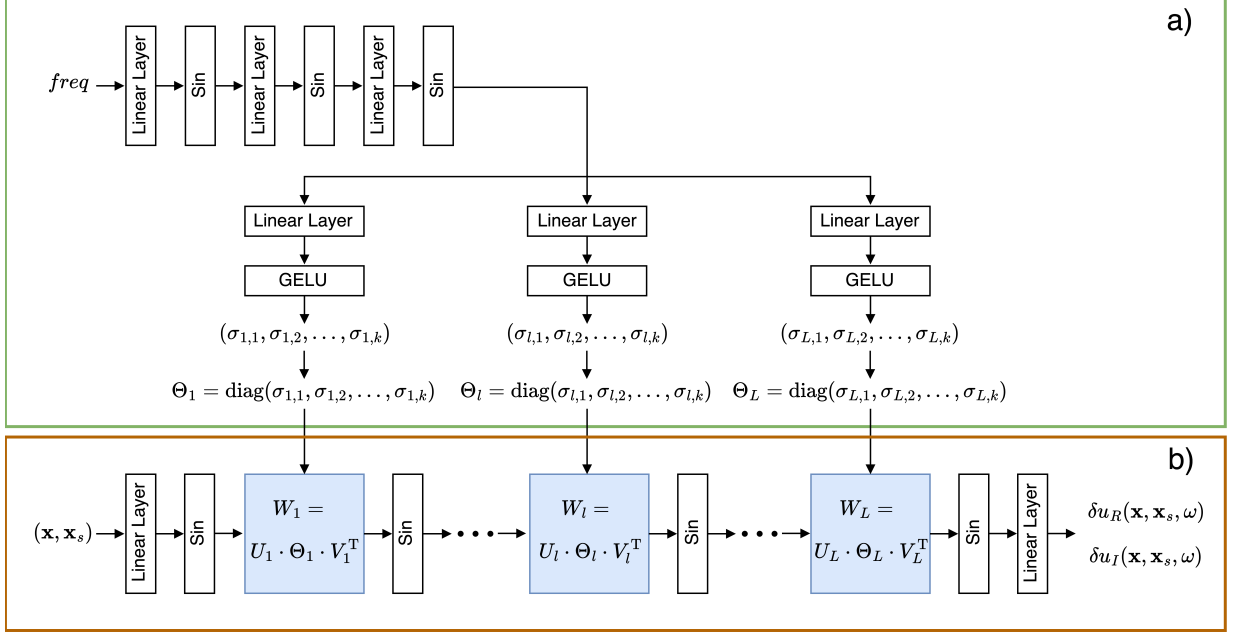 a)
freq
Linear Layer
Sin
Linear Layer
Sin
Linear Layer
Sin
Linear Layer
Linear Layer
Linear Layer
GELU
GELU
GELU
(σ1,1, σ1,2, . . . , σ1,k)
(σl,1, σl,2, . . . , σl,k)
(σL,1, σL,2, . . . , σL,k)
Θ1 = diag(σ1,1, σ1,2, . . . , σ1,k)
Θl = diag(σl,1, σl,2, . . . , σl,k)
ΘL = diag(σL,1, σL,2, . . . , σL,k)
b)
(x, xs)
Linear Layer
Sin
W1 =
U1 · Θ1 · V1^T
Sin
Wl =
Ul · Θl · Vl^T
Sin
WL =
UL · ΘL · VL^T
Sin
Linear Layer
δuR(x, xs, ω)
δuI(x, xs, ω)